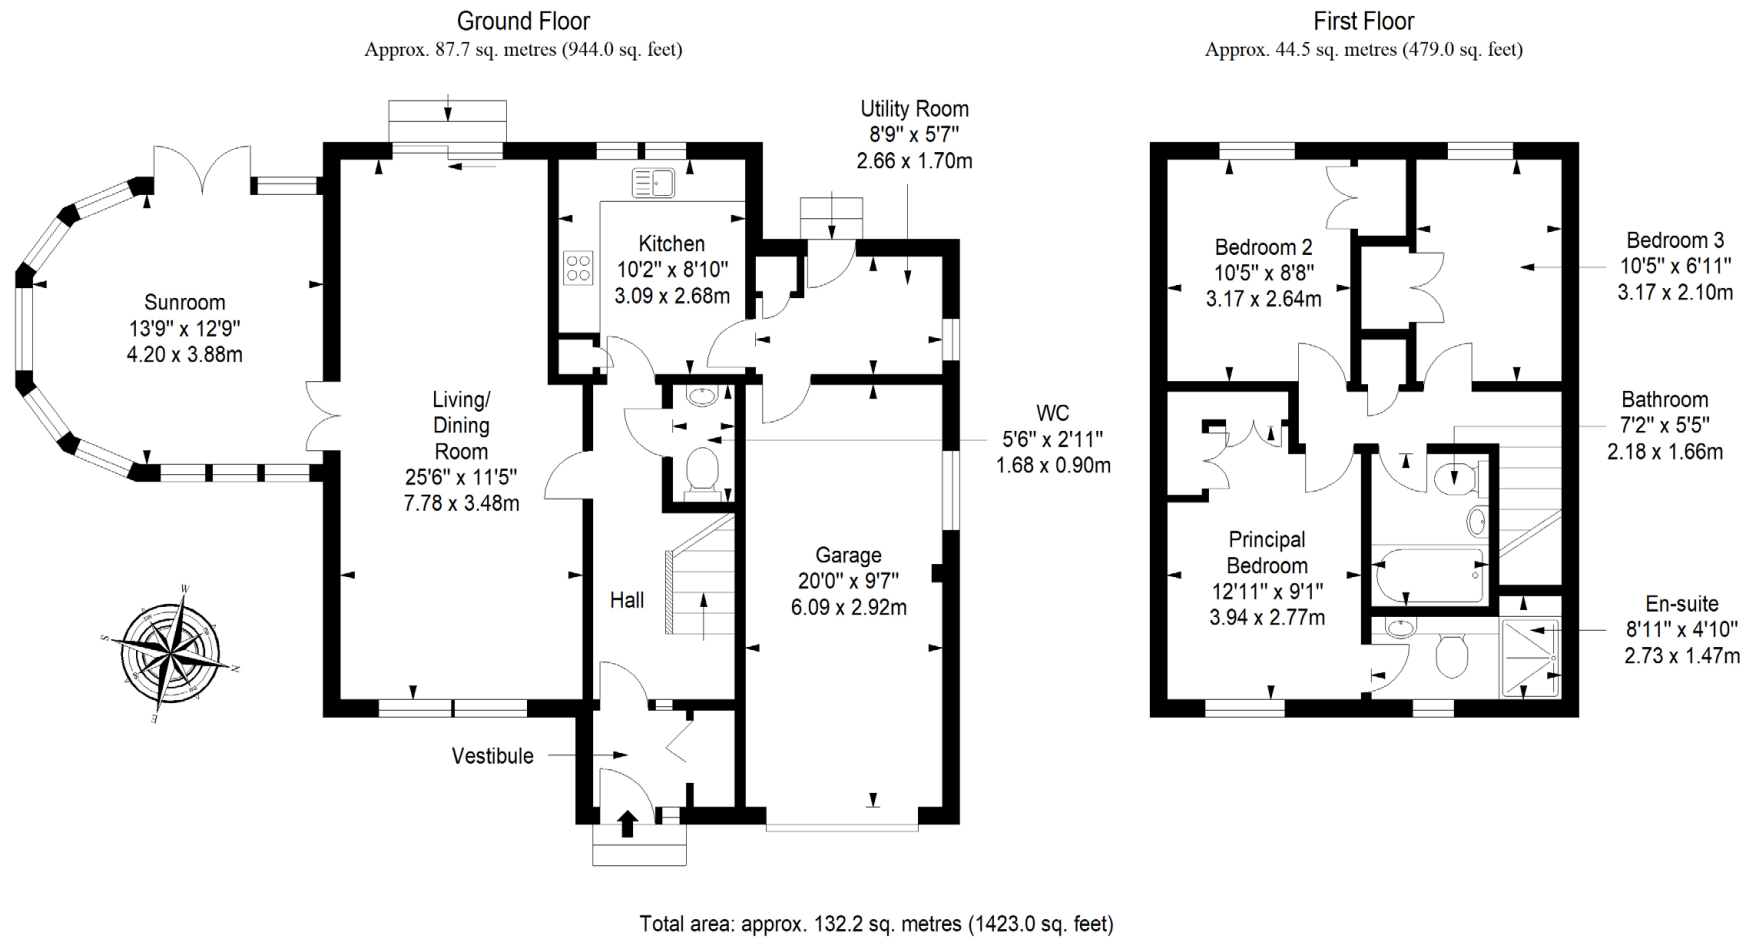 Ground Floor
Approx. 87.7 sq. metres (944.0 sq. feet)
First Floor
Approx. 44.5 sq. metres (479.0 sq. feet)
Utility Room
8'9" x 5'7"
2.66 x 1.70m
Kitchen
10'2" x 8'10"
3.09 x 2.68m
Sunroom
13'9" x 12'9"
4.20 x 3.88m
Living/
Dining
Room
25'6" x 11'5"
7.78 x 3.48m
WC
5'6" x 2'11"
1.68 x 0.90m
Garage
20'0" x 9'7"
6.09 x 2.92m
Hall
Vestibule
W
S
N
E
Bedroom 2
10'5" x 8'8"
3.17 x 2.64m
Bedroom 3
10'5" x 6'11"
3.17 x 2.10m
Bathroom
7'2" x 5'5"
2.18 x 1.66m
Principal
Bedroom
12'11" x 9'1"
3.94 x 2.77m
En-suite
8'11" x 4'10"
2.73 x 1.47m
Total area: approx. 132.2 sq. metres (1423.0 sq. feet)